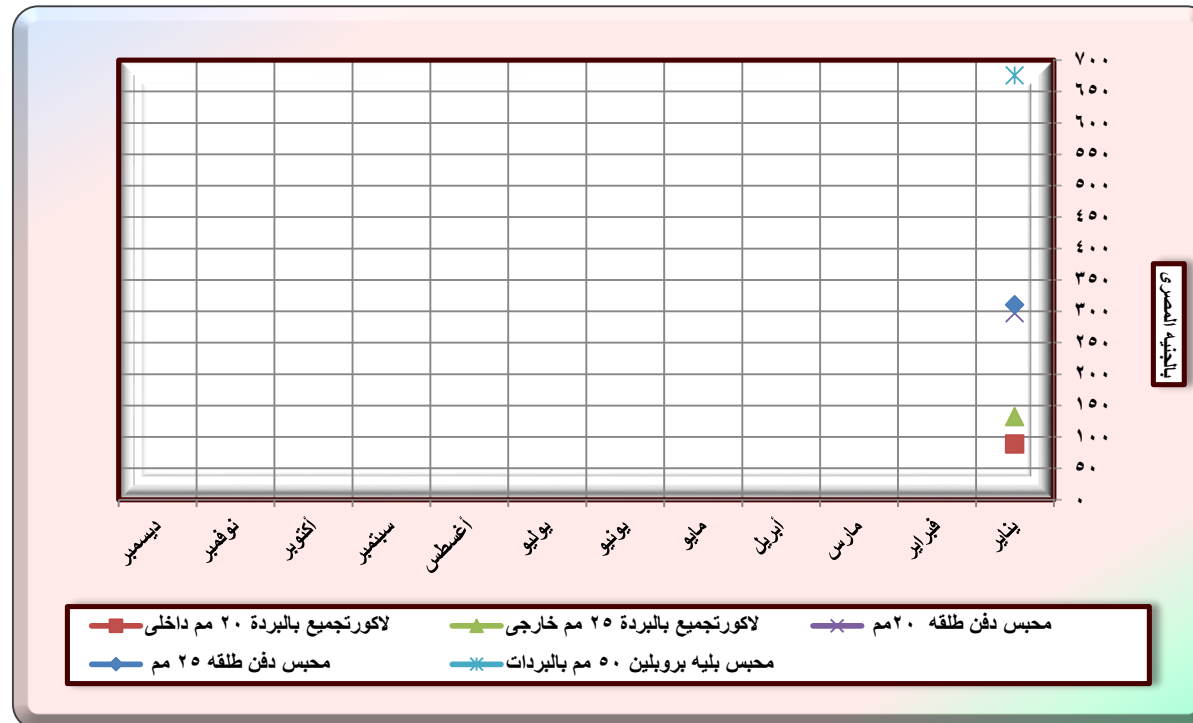 ٧٠٠
٦٥٠
٦٠٠
٥٥٠
٥٠٠
٤٥٠
٤٠٠
٣٥٠
٣٠٠
٢٥٠
٢٠٠
١٥٠
١٠٠
٥٠
٠
بالجنيه المصرى
يناير
فبراير
مارس
أبريل
مايو
يونيو
يوليو
أغسطس
سبتمبر
أكتوبر
نوفمبر
ديسمبر
محبس دفن طلقه ٢٠مم
لاكورتجميع بالبردة ٢٥ مم خارجى
لاكورتجميع بالبردة ٢٠ مم داخلى
محبس بليه بروبلين ٥٠ مم بالبردات
محبس دفن طلقه ٢٥ مم